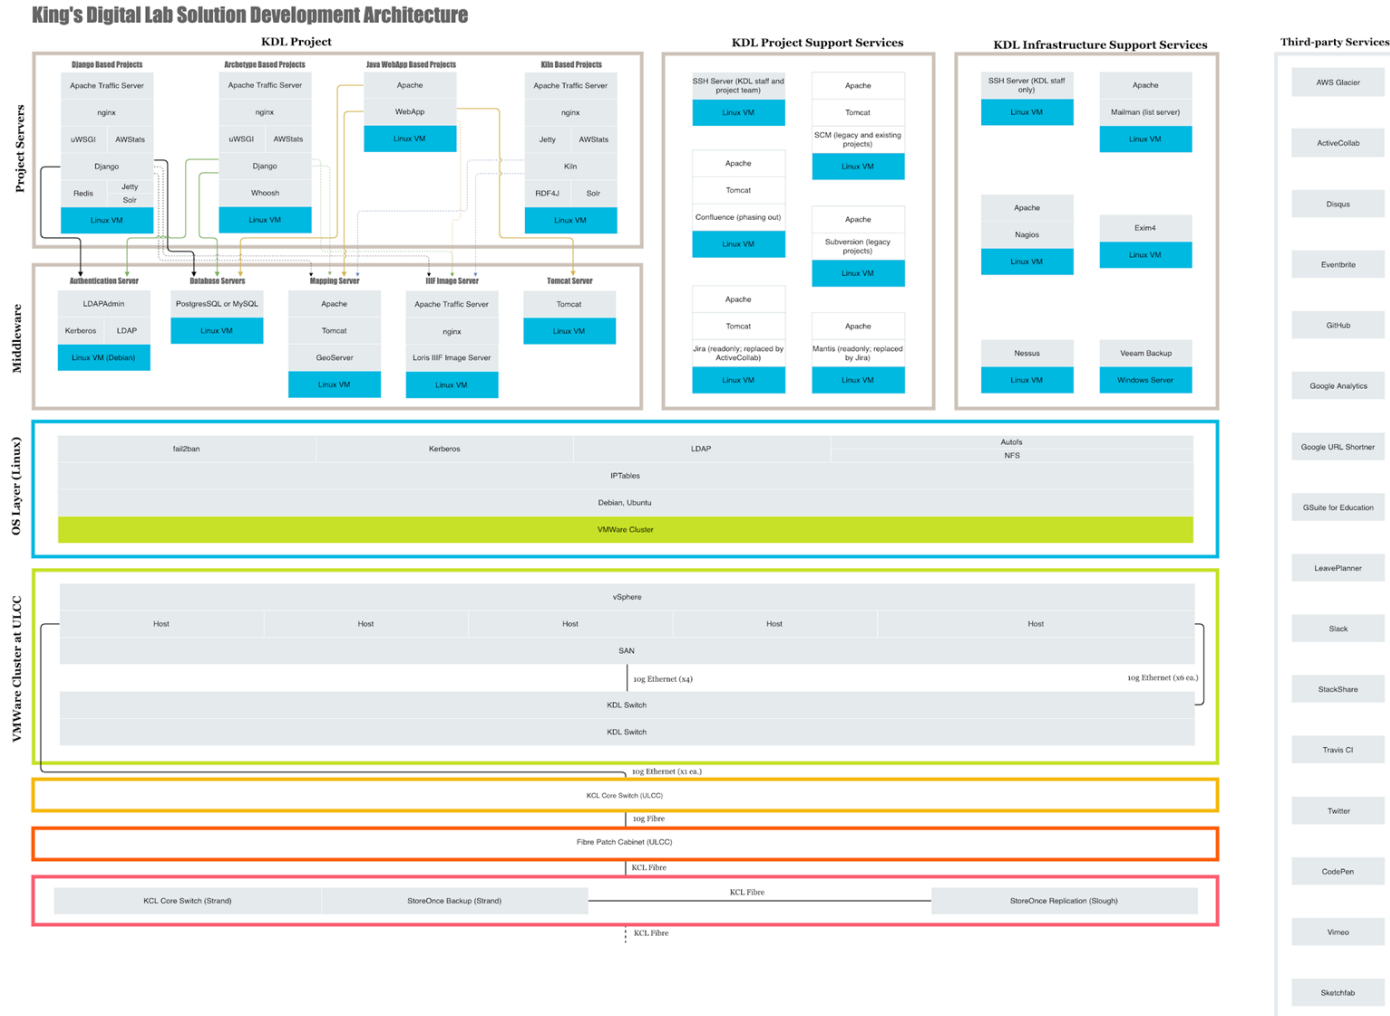 King's Digital Lab Solution Development Architecture
KDL Project
KDL Project Support Services
KDL Infrastructure Support Services
Third-party Services
Project Servers
Django Based Projects
Apache Traffic Server
nginx
uWSGI
AWStats
Django
Redis
Jetty
Solr
Linux VM
Archetype Based Projects
Apache Traffic Server
nginx
uWSGI
AWStats
Django
Whoosh
Linux VM
Java WebApp Based Projects
Apache
WebApp
Linux VM
Kiln Based Projects
Apache Traffic Server
nginx
Jetty
AWStats
Kiln
RDF4J
Solr
Linux VM
Middleware
Authentication Server
LDAPAdmin
Kerberos
LDAP
Linux VM (Debian)
Database Servers
PostgresSQL or MySQL
Linux VM
Mapping Server
Apache
Tomcat
GeoServer
Linux VM
IIIF Image Server
Apache Traffic Server
nginx
Loris IIIF Image Server
Linux VM
Tomcat Server
Tomcat
Linux VM
SSH Server (KDL staff and
project team)
Linux VM
Apache
Tomcat
Confluence (phasing out)
Linux VM
Apache
Tomcat
Jira (readonly; replaced by
ActiveCollab)
Linux VM
Apache
Tomcat
SCM (legacy and existing
projects)
Linux VM
Apache
Subversion (legacy
projects)
Linux VM
Apache
Mantis (readonly; replaced
by Jira)
Linux VM
SSH Server (KDL staff
only)
Linux VM
Apache
Nagios
Linux VM
Nessus
Linux VM
Apache
Mailman (list server)
Linux VM
Exim4
Linux VM
Veeam Backup
Windows Server
OS Layer (Linux)
fail2ban
Kerberos
LDAP
Autofs
NFS
IPTables
Debian, Ubuntu
VMWare Cluster
VMWare Cluster at ULCC
vSphere
Host
Host
Host
Host
Host
SAN
10g Ethernet (x4)
10g Ethernet (x6 ea.)
KDL Switch
KDL Switch
10g Ethernet (x1 ea.)
KCL Core Switch (ULCC)
10g Fibre
Fibre Patch Cabinet (ULCC)
KCL Fibre
KCL Core Switch (Strand)
StoreOnce Backup (Strand)
KCL Fibre
StoreOnce Replication (Slough)
KCL Fibre
AWS Glacier
ActiveCollab
Disqus
Eventbrite
GitHub
Google Analytics
Google URL Shortner
GSuite for Education
LeavePlanner
Slack
StackShare
Travis CI
Twitter
CodePen
Vimeo
Sketchfab